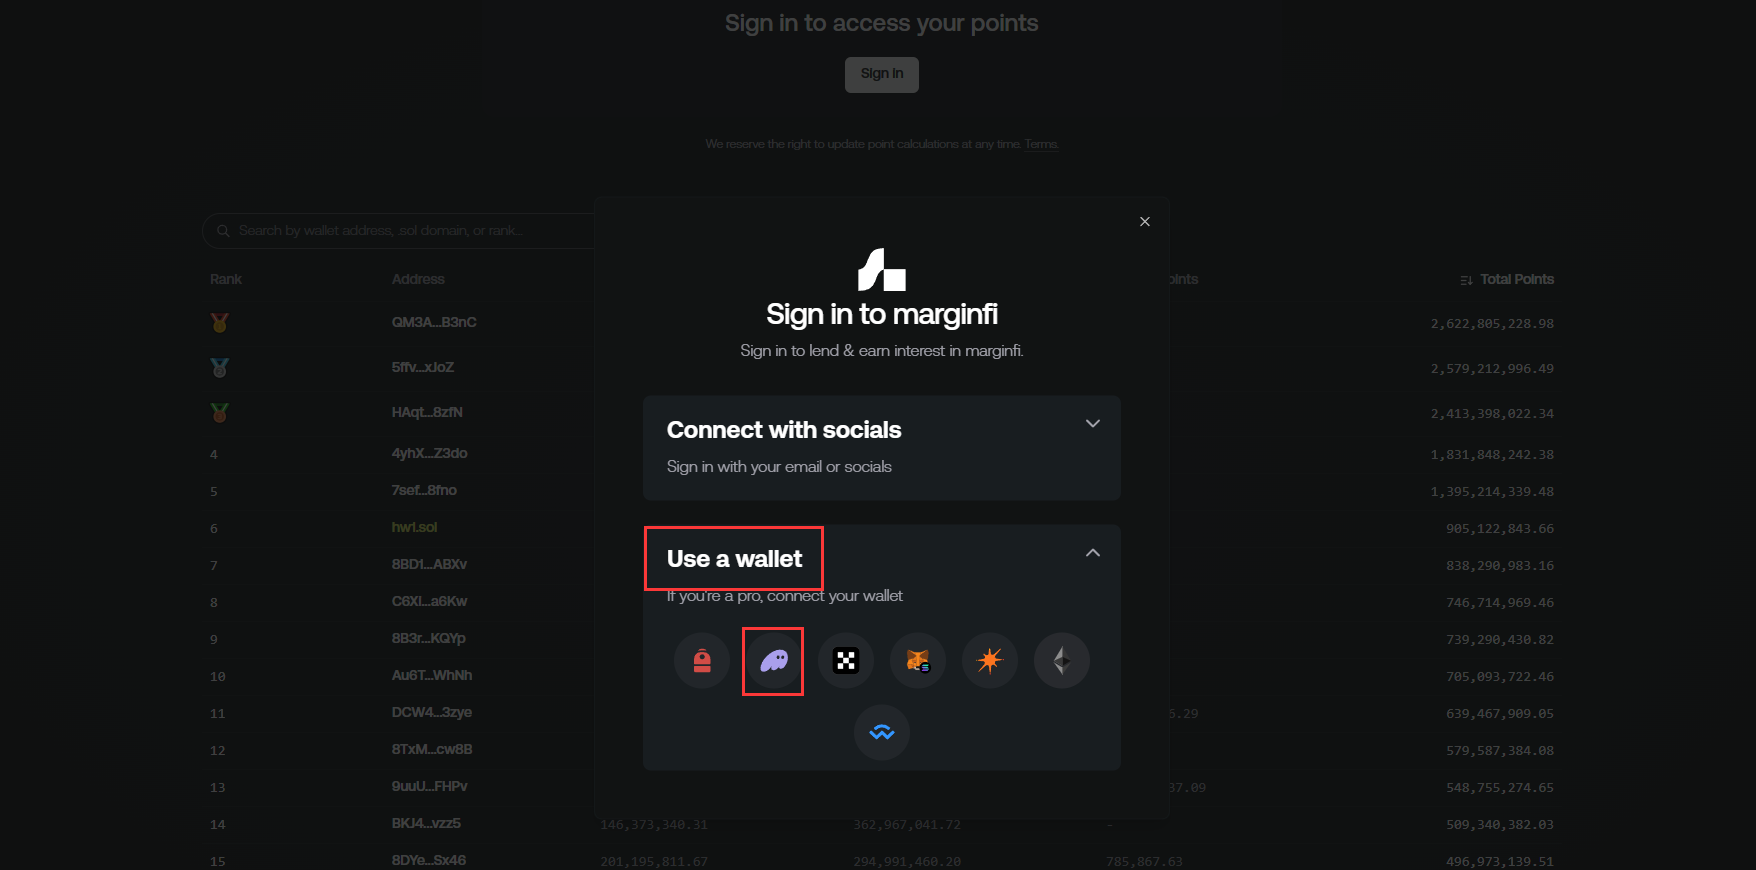 Sign in to access your points
Sign in
We reserve the right to update point calculations at any time. Terms.
Search by wallet address, .sol domain, or rank...
Rank Address Total Points
QM3A...B3nC 2,622,805,228.98
5ffv...xJoZ 2,579,212,996.49
HAqt...8zfN 2,413,398,022.34
4 4yhX...Z3do 1,831,848,242.38
5 7sef...8fno 1,395,214,339.48
6 hw1.sol 905,122,843.66
7 8BD1...ABXv 838,290,983.16
8 C6Xl...a6Kw 746,714,969.46
9 8B3r...KQYp 739,290,430.82
10 Au6T...WhNh 705,093,722.46
11 DCW4...3zye 6.29 639,467,909.05
12 8TxM...cw8B 579,587,384.08
13 9uuU...FHPv 37.09 548,755,274.65
14 BKJ4...vzz5 146,373,340.31 362,967,041.72 - 509,340,382.03
15 8DYe...Sx46 201,195,811.67 294,991,460.20 785,867.63 496,973,139.51
Sign in to marginfi
Sign in to lend & earn interest in marginfi.
Connect with socials
Sign in with your email or socials
Use a wallet
If you're a pro, connect your wallet